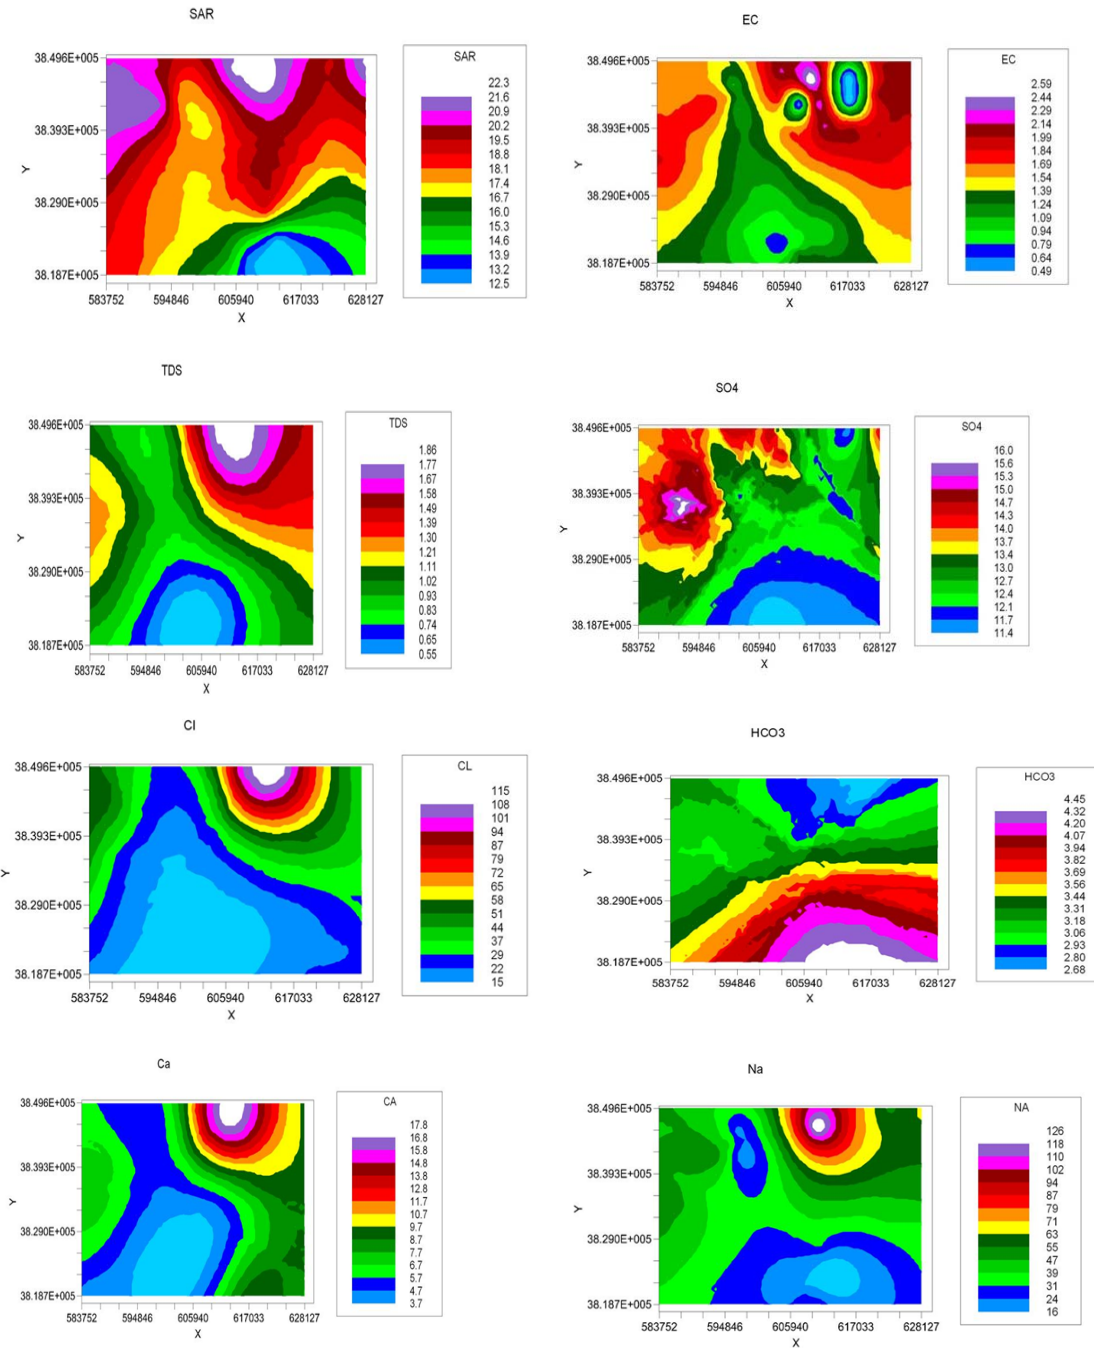 SAR
38.496E+005
38.393E+005
38.290E+005
38.187E+005
Y
583752 594846 605940 617033 628127
X
SAR
22.3
21.6
20.9
20.2
19.5
18.8
18.1
17.4
16.7
16.0
15.3
14.6
13.9
13.2
12.5
EC
38.496E+005
38.393E+005
38.290E+005
38.187E+005
Y
583752 594846 605940 617033 628127
X
EC
2.59
2.44
2.29
2.14
1.99
1.84
1.69
1.54
1.39
1.24
1.09
0.94
0.79
0.64
0.49
TDS
38.496E+005
38.393E+005
38.290E+005
38.187E+005
Y
583752 594846 605940 617033 628127
X
TDS
1.86
1.77
1.67
1.58
1.49
1.39
1.30
1.21
1.11
1.02
0.93
0.83
0.74
0.65
0.55
SO4
38.496E+005
38.393E+005
38.290E+005
38.187E+005
Y
583752 594846 605940 617033 628127
X
SO4
16.0
15.6
15.3
15.0
14.7
14.3
14.0
13.7
13.4
13.0
12.7
12.4
12.1
11.7
11.4
Cl
38.496E+005
38.393E+005
38.290E+005
38.187E+005
Y
583752 594846 605940 617033 628127
X
CL
115
108
101
94
87
79
72
65
58
51
44
37
29
22
15
HCO3
38.496E+005
38.393E+005
38.290E+005
38.187E+005
Y
583752 594846 605940 617033 628127
X
HCO3
4.45
4.32
4.20
4.07
3.94
3.82
3.69
3.56
3.44
3.31
3.18
3.06
2.93
2.80
2.68
Ca
38.496E+005
38.393E+005
38.290E+005
38.187E+005
Y
583752 594846 605940 617033 628127
X
CA
17.8
16.8
15.8
14.8
13.8
12.8
11.7
10.7
9.7
8.7
7.7
6.7
5.7
4.7
3.7
Na
38.496E+005
38.393E+005
38.290E+005
38.187E+005
Y
583752 594846 605940 617033 628127
X
NA
126
118
110
102
94
87
79
71
63
55
47
39
31
24
16